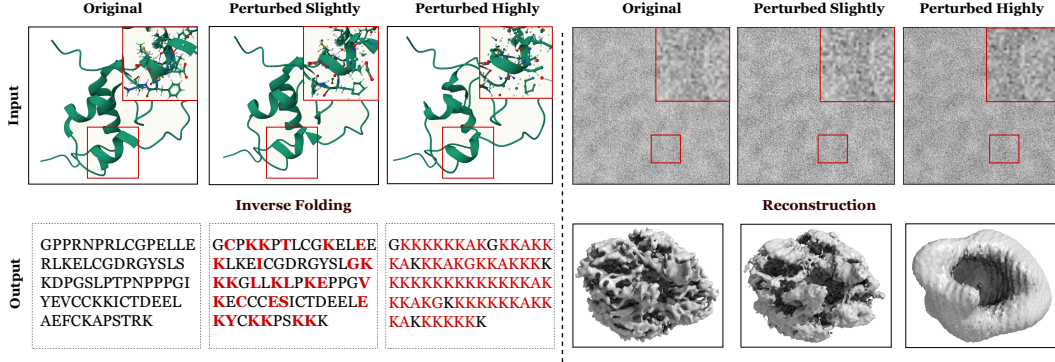 Original
Perturbed Slightly
Perturbed Highly
Original
Perturbed Slightly
Perturbed Highly
Input
Inverse Folding
Reconstruction
Output
GPPRNPRLCGPELLE
RLKELCGDRGYSLS
KDPGSLPTPNPPPGI
YEVCCKKICTDEEL
AEFCKAPSTRK
GCPKKPTLCGKELEE
KLKEICGDRGYSLGK
KKGLLKLPKEPPGV
KECCCESICTDEELE
KYCKKPSKKK
GKKKKKKAKGKKAKK
KAKKKAKGKKAKKKK
KKKKKKKKKKKKKAK
KKAKGKKKKKKKAKK
KAKKKKKK